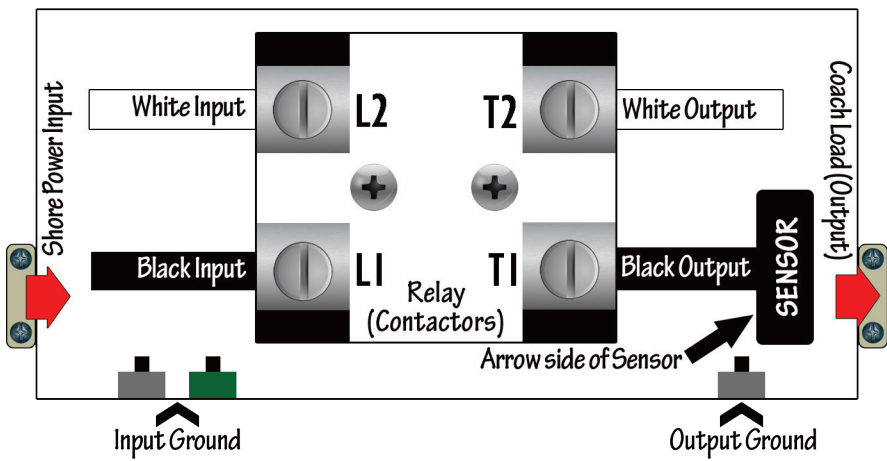 Shore Power Input
White Input
L2
T2
White Output
Coach Load (Output)
Black Input
L1
T1
Black Output
SENSOR
Relay
(Contactors)
Arrow side of Sensor
Input Ground
Output Ground